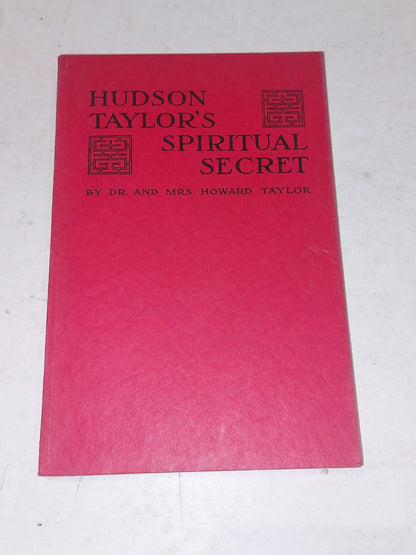 HUDSON
TAYLOR'S
SPIRITUAL
SECRET
BY DR. AND MRS. HOWARD TAYLOR